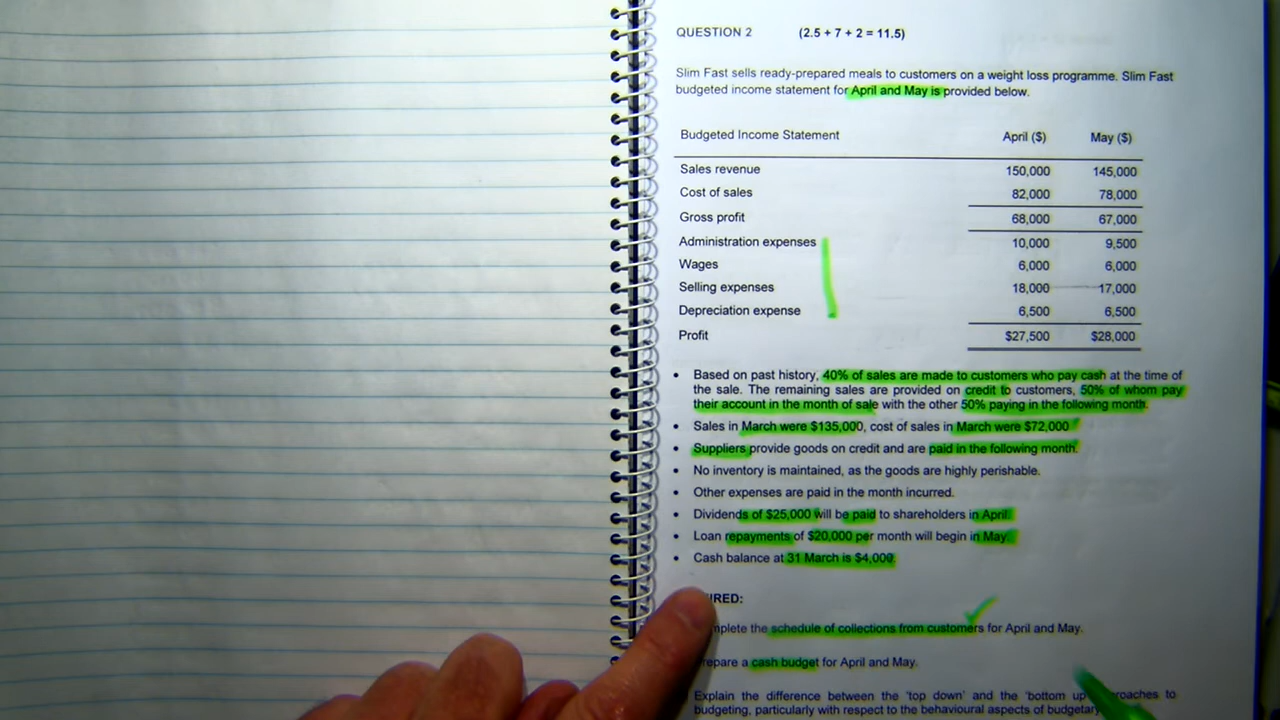 QUESTION 2 (2.5 + 7 + 2 = 11.5)
Slim Fast sells ready-prepared meals to customers on a weight loss programme. Slim Fast
budgeted income statement for April and May is provided below.
Budgeted Income Statement April ($) May ($)
Sales revenue 150,000 145,000
Cost of sales 82,000 78,000
Gross profit 68,000 67,000
Administration expenses 10,000 9,500
Wages 6,000 6,000
Selling expenses 18,000 17,000
Depreciation expense 6,500 6,500
Profit $27,500 $28,000
• Based on past history, 40% of sales are made to customers who pay cash at the time of
the sale. The remaining sales are provided on credit to customers, 50% of whom pay
their account in the month of sale with the other 50% paying in the following month.
• Sales in March were $135,000, cost of sales in March were $72,000
• Suppliers provide goods on credit and are paid in the following month.
• No inventory is maintained, as the goods are highly perishable.
• Other expenses are paid in the month incurred.
• Dividends of $25,000 will be paid to shareholders in April.
• Loan repayments of $20,000 per month will begin in May.
• Cash balance at 31 March is $4,000.
IRED:
mplete the schedule of collections from customers for April and May.
repare a cash budget for April and May.
Explain the difference between the 'top down' and the 'bottom up roaches to
budgeting, particularly with respect to the behavioural aspects of budgetary